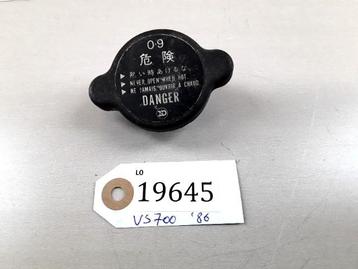 0.9
危険
▶ 熱い時あけるな
▶ NEVER OPEN WHEN HOT
▶ NE JAMAIS OUVRIR A CHAUD
DANGER
LO
19645
VS700 '86